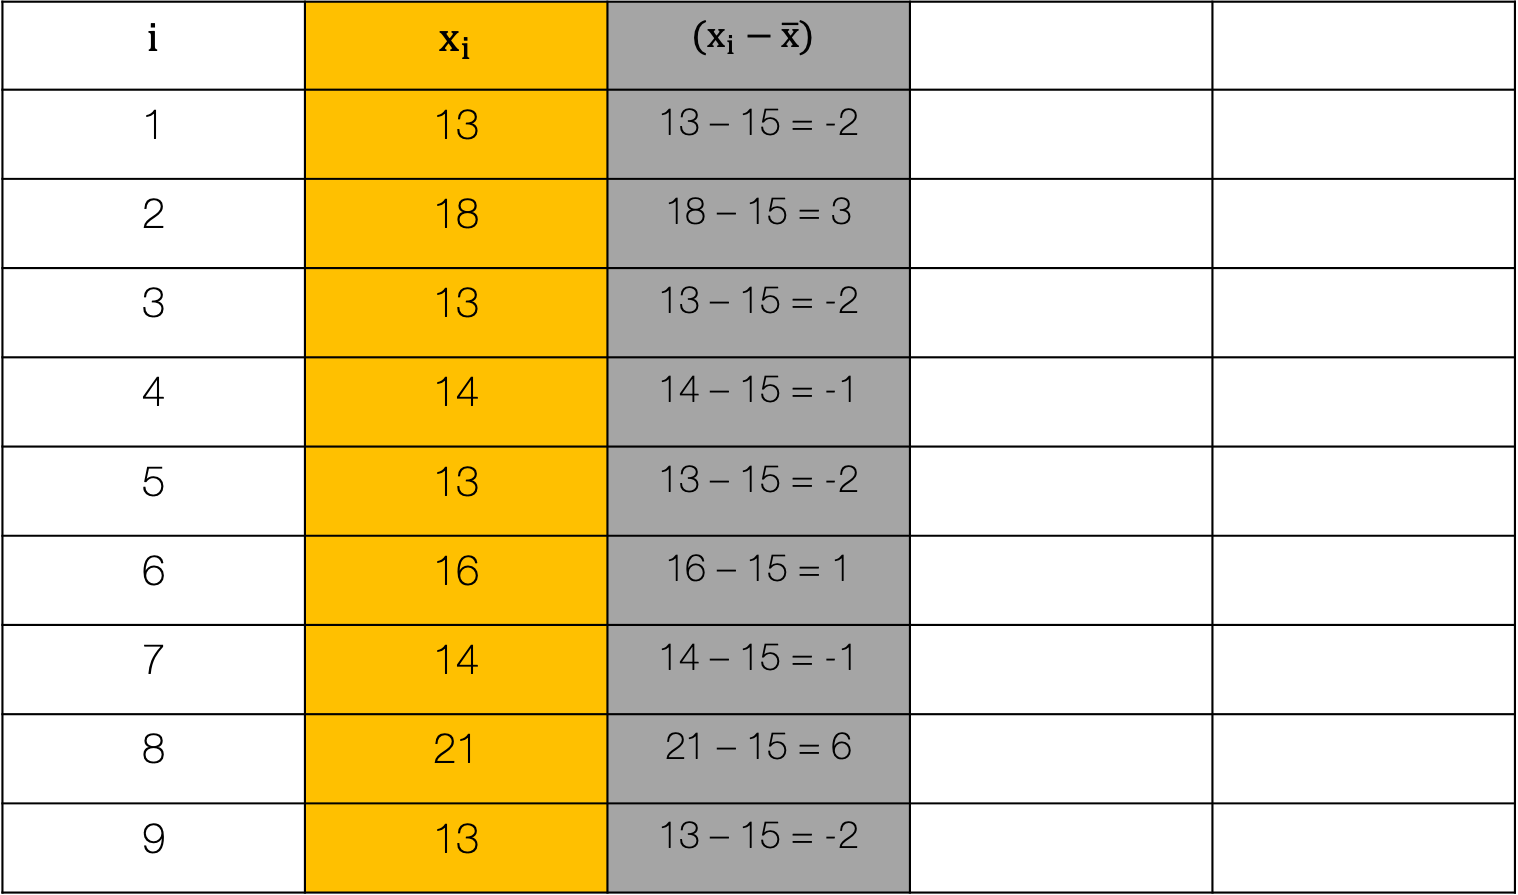 i xᵢ (xᵢ – x̄)
1 13 13 – 15 = -2
2 18 18 – 15 = 3
3 13 13 – 15 = -2
4 14 14 – 15 = -1
5 13 13 – 15 = -2
6 16 16 – 15 = 1
7 14 14 – 15 = -1
8 21 21 – 15 = 6
9 13 13 – 15 = -2